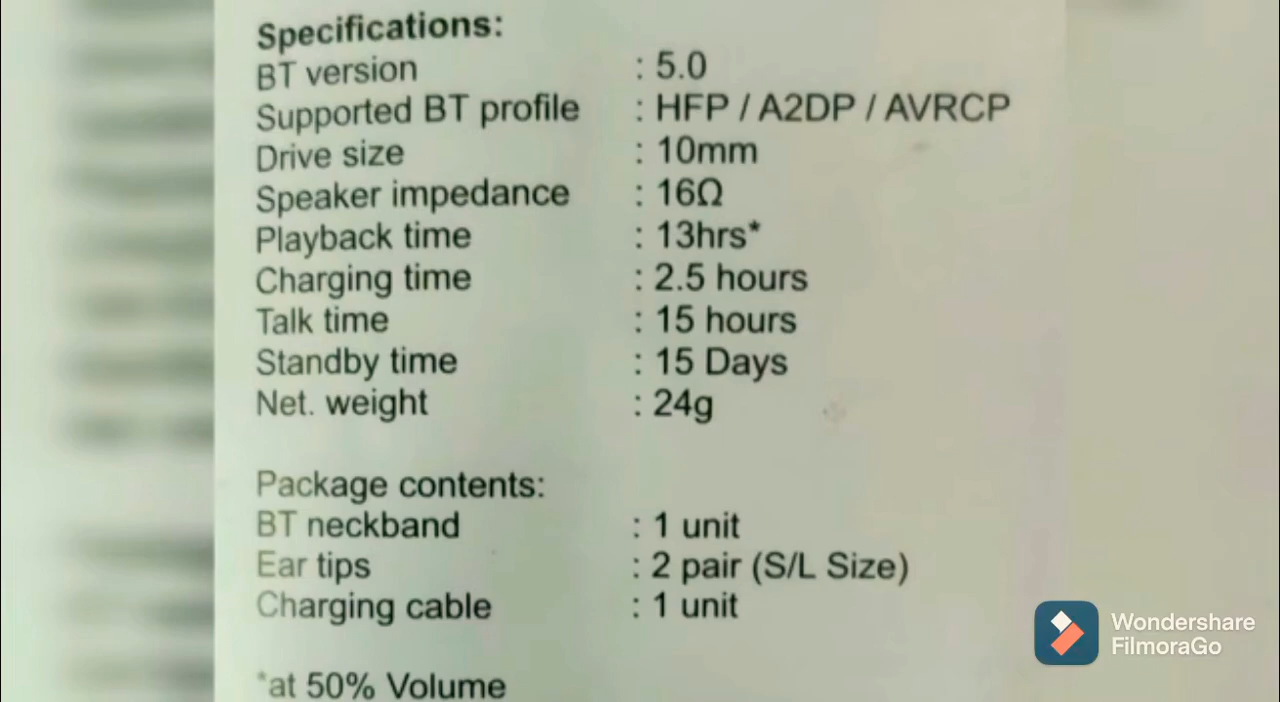 Specifications:
BT version : 5.0
Supported BT profile : HFP / A2DP / AVRCP
Drive size : 10mm
Speaker impedance : 16Ω
Playback time : 13hrs*
Charging time : 2.5 hours
Talk time : 15 hours
Standby time : 15 Days
Net. weight : 24g
Package contents:
BT neckband : 1 unit
Ear tips : 2 pair (S/L Size)
Charging cable : 1 unit
*at 50% Volume
Wondershare
FilmoraGo